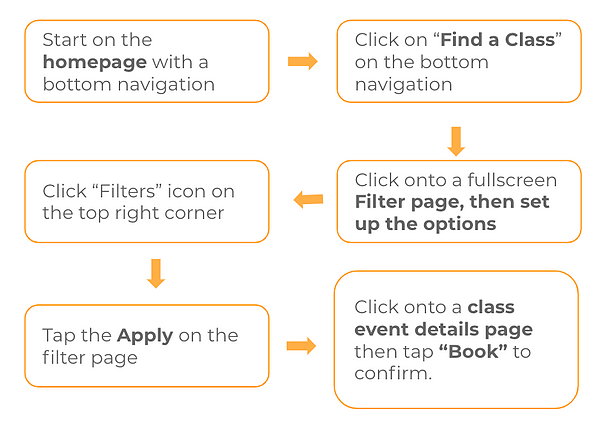 Start on the
homepage with a
bottom navigation
Click on “Find a Class”
on the bottom
navigation
Click onto a fullscreen
Filter page, then set
up the options
Click “Filters” icon on
the top right corner
Tap the Apply on the
filter page
Click onto a class
event details page
then tap “Book” to
confirm.